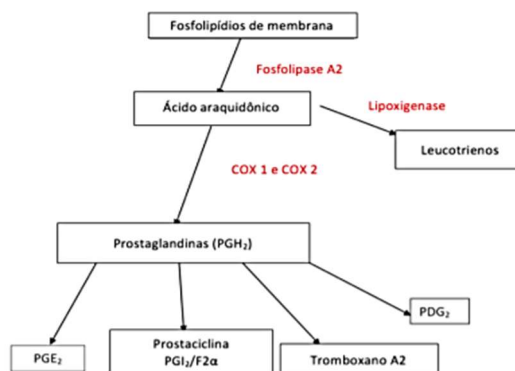 Fosfolipídios de membrana
Fosfolipase A2
Ácido araquidônico
Lipoxigenase
Leucotrienos
COX 1 e COX 2
Prostaglandinas (PGH₂)
PDG₂
PGE₂
Prostaciclina
PGI₂/F2α
Tromboxano A2